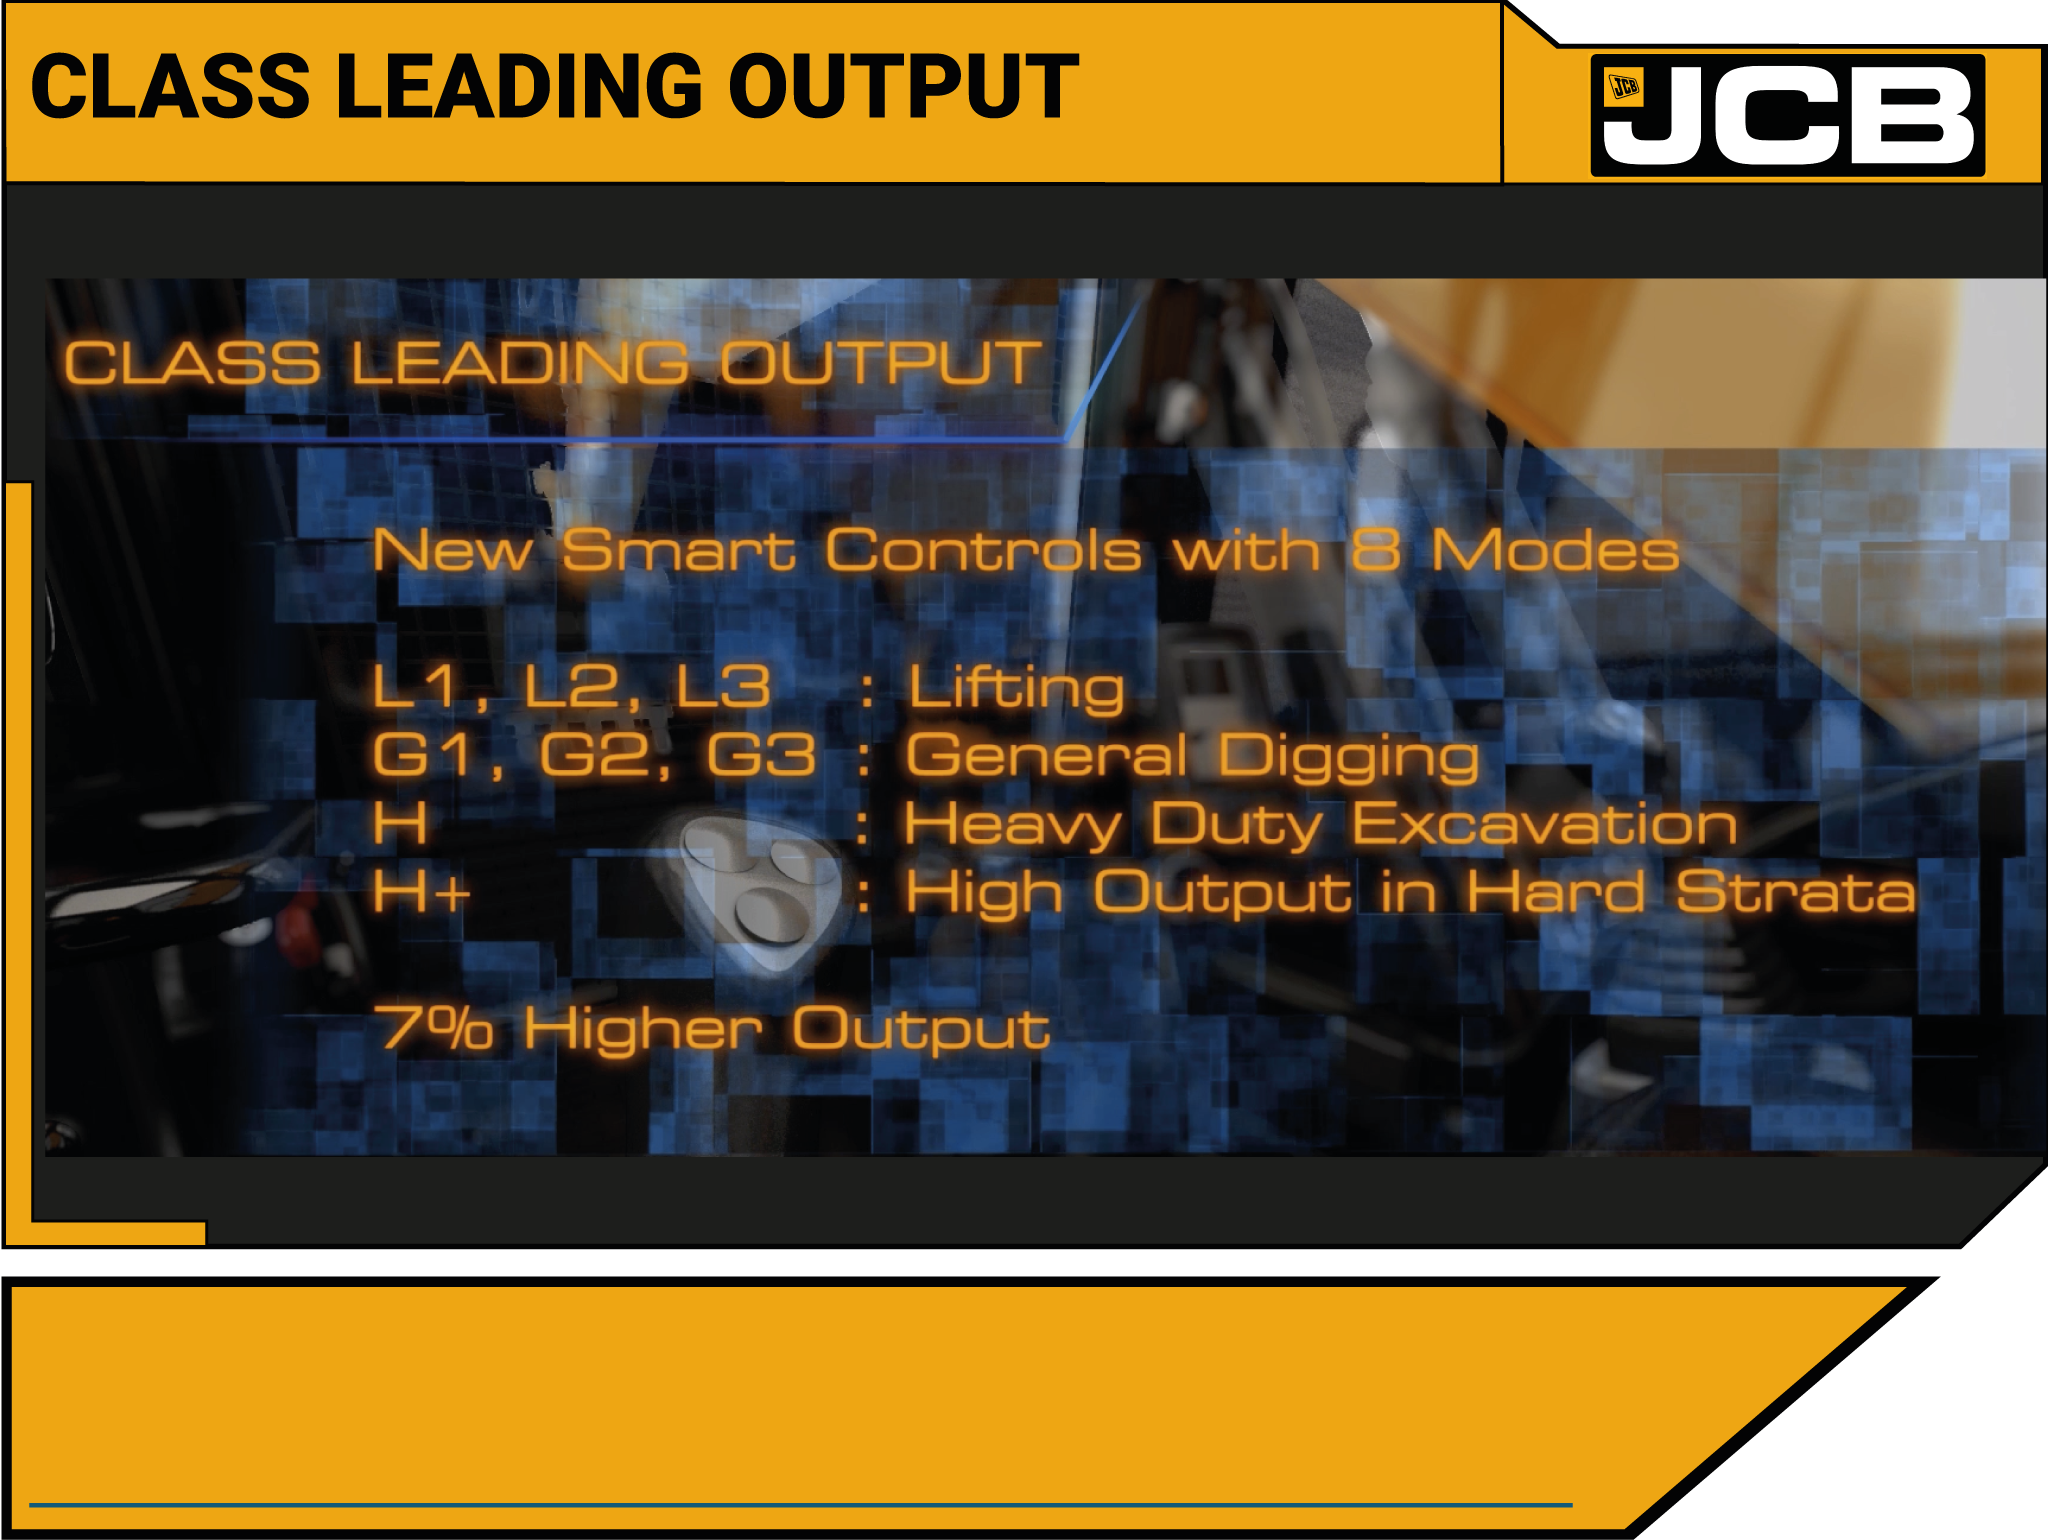 CLASS LEADING OUTPUT
JCB
JCB
CLASS LEADING OUTPUT
New Smart Controls with 8 Modes
L1, L2, L3 : Lifting
G1, G2, G3 : General Digging
H : Heavy Duty Excavation
H+ : High Output in Hard Strata
7% Higher Output